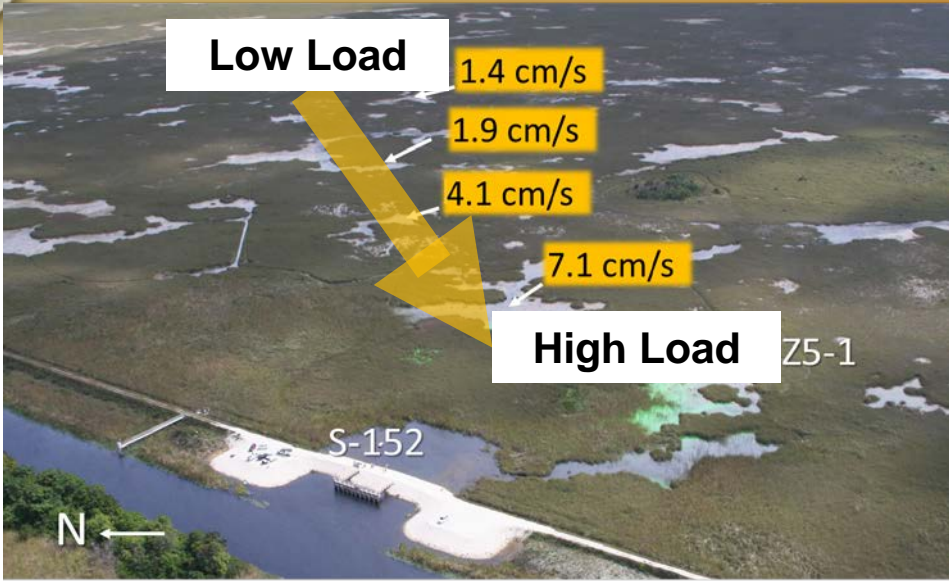 Low Load
1.4 cm/s
1.9 cm/s
4.1 cm/s
7.1 cm/s
High Load
Z5-1
S-152
N